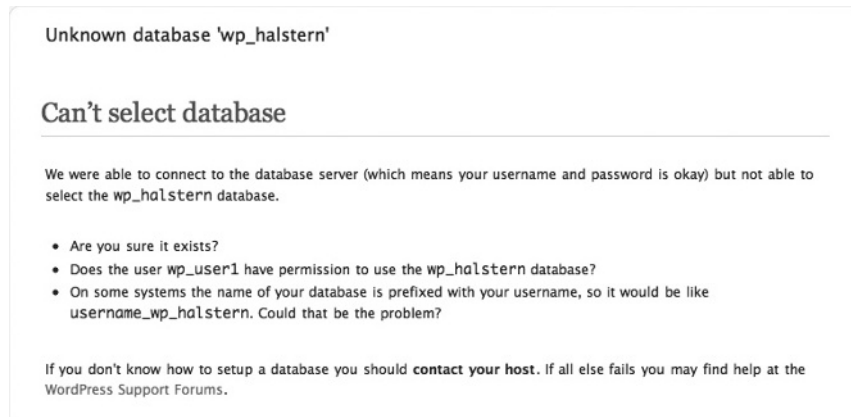 Unknown database 'wp_halstern'
Can’t select database
We were able to connect to the database server (which means your username and password is okay) but not able to
select the wp_halstern database.
• Are you sure it exists?
• Does the user wp_user1 have permission to use the wp_halstern database?
• On some systems the name of your database is prefixed with your username, so it would be like
username_wp_halstern. Could that be the problem?
If you don't know how to setup a database you should contact your host. If all else fails you may find help at the
WordPress Support Forums.